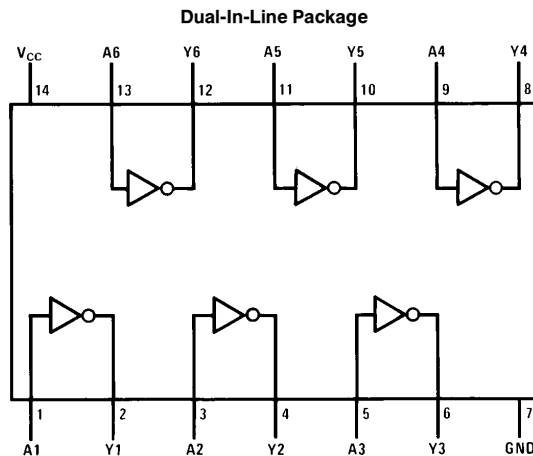 Dual-In-Line Package
VCC A6 Y6 A5 Y5 A4 Y4
14 13 12 11 10 9 8
1 2 3 4 5 6 7
A1 Y1 A2 Y2 A3 Y3 GND